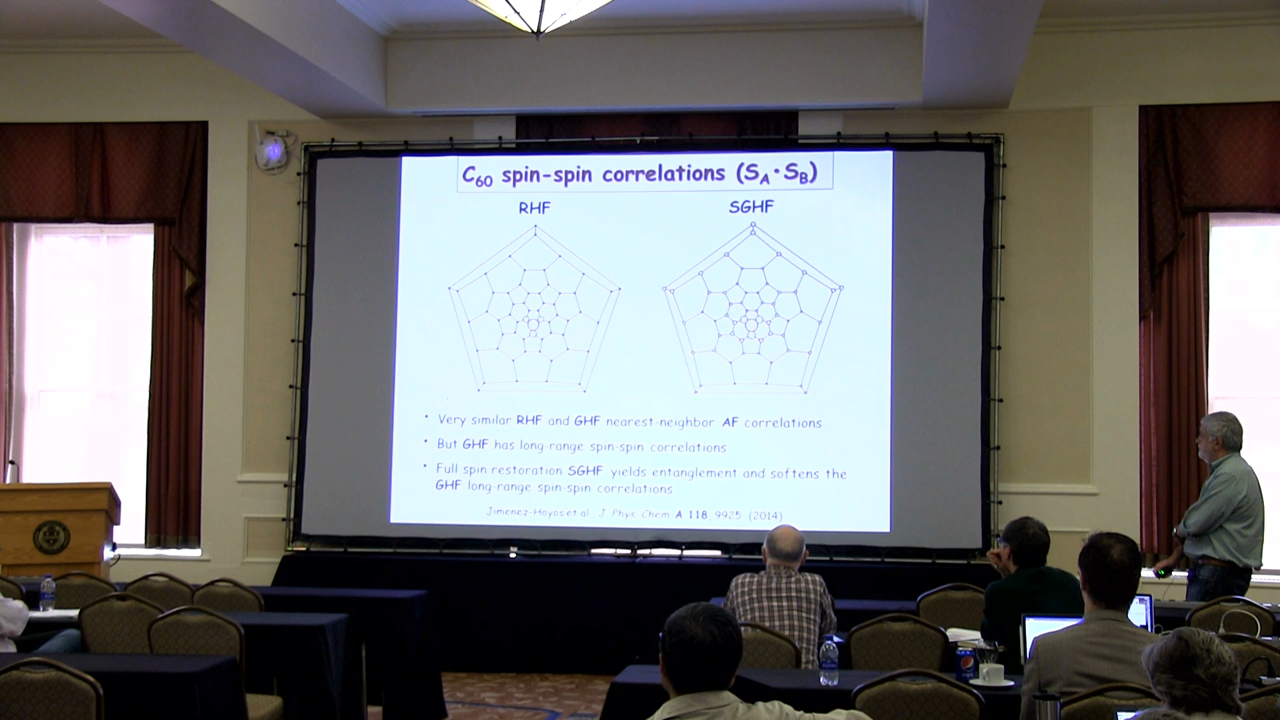 C60 spin-spin correlations (SA·SB)
RHF SGHF
• Very similar RHF and GHF nearest-neighbor AF correlations
• But GHF has long-range spin-spin correlations
• Full spin restoration SGHF yields entanglement and softens the
GHF long-range spin-spin correlations
Jimenez-Hoyos et al., J. Phys. Chem. A 118, 9925 (2014)